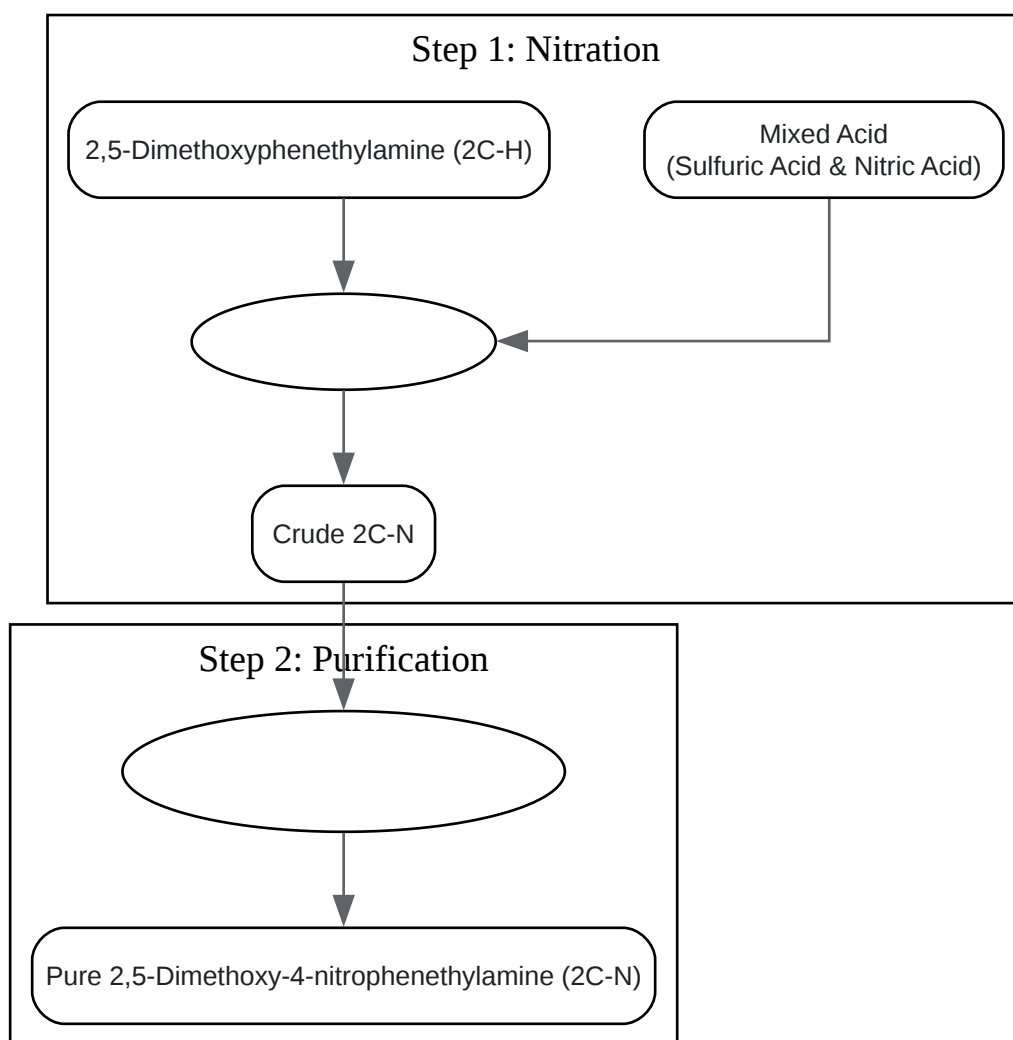 Step 1: Nitration
2,5-Dimethoxyphenethylamine (2C-H)
Mixed Acid
(Sulfuric Acid & Nitric Acid)
Crude 2C-N
Step 2: Purification
Pure 2,5-Dimethoxy-4-nitrophenethylamine (2C-N)